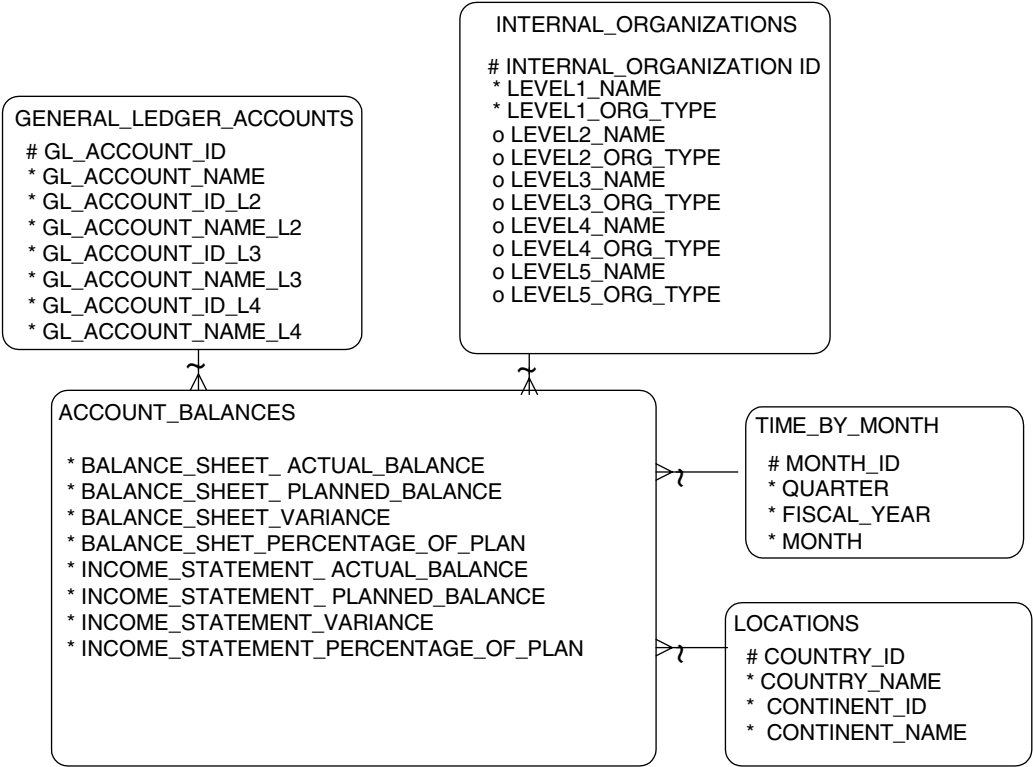 INTERNAL_ORGANIZATIONS
# INTERNAL_ORGANIZATION ID
* LEVEL1_NAME
* LEVEL1_ORG_TYPE
o LEVEL2_NAME
o LEVEL2_ORG_TYPE
o LEVEL3_NAME
o LEVEL3_ORG_TYPE
o LEVEL4_NAME
o LEVEL4_ORG_TYPE
o LEVEL5_NAME
o LEVEL5_ORG_TYPE
GENERAL_LEDGER_ACCOUNTS
# GL_ACCOUNT_ID
* GL_ACCOUNT_NAME
* GL_ACCOUNT_ID_L2
* GL_ACCOUNT_NAME_L2
* GL_ACCOUNT_ID_L3
* GL_ACCOUNT_NAME_L3
* GL_ACCOUNT_ID_L4
* GL_ACCOUNT_NAME_L4
ACCOUNT_BALANCES
* BALANCE_SHEET_ ACTUAL_BALANCE
* BALANCE_SHEET_ PLANNED_BALANCE
* BALANCE_SHEET_VARIANCE
* BALANCE_SHET_PERCENTAGE_OF_PLAN
* INCOME_STATEMENT_ ACTUAL_BALANCE
* INCOME_STATEMENT_ PLANNED_BALANCE
* INCOME_STATEMENT_VARIANCE
* INCOME_STATEMENT_PERCENTAGE_OF_PLAN
TIME_BY_MONTH
# MONTH_ID
* QUARTER
* FISCAL_YEAR
* MONTH
LOCATIONS
# COUNTRY_ID
* COUNTRY_NAME
* CONTINENT_ID
* CONTINENT_NAME